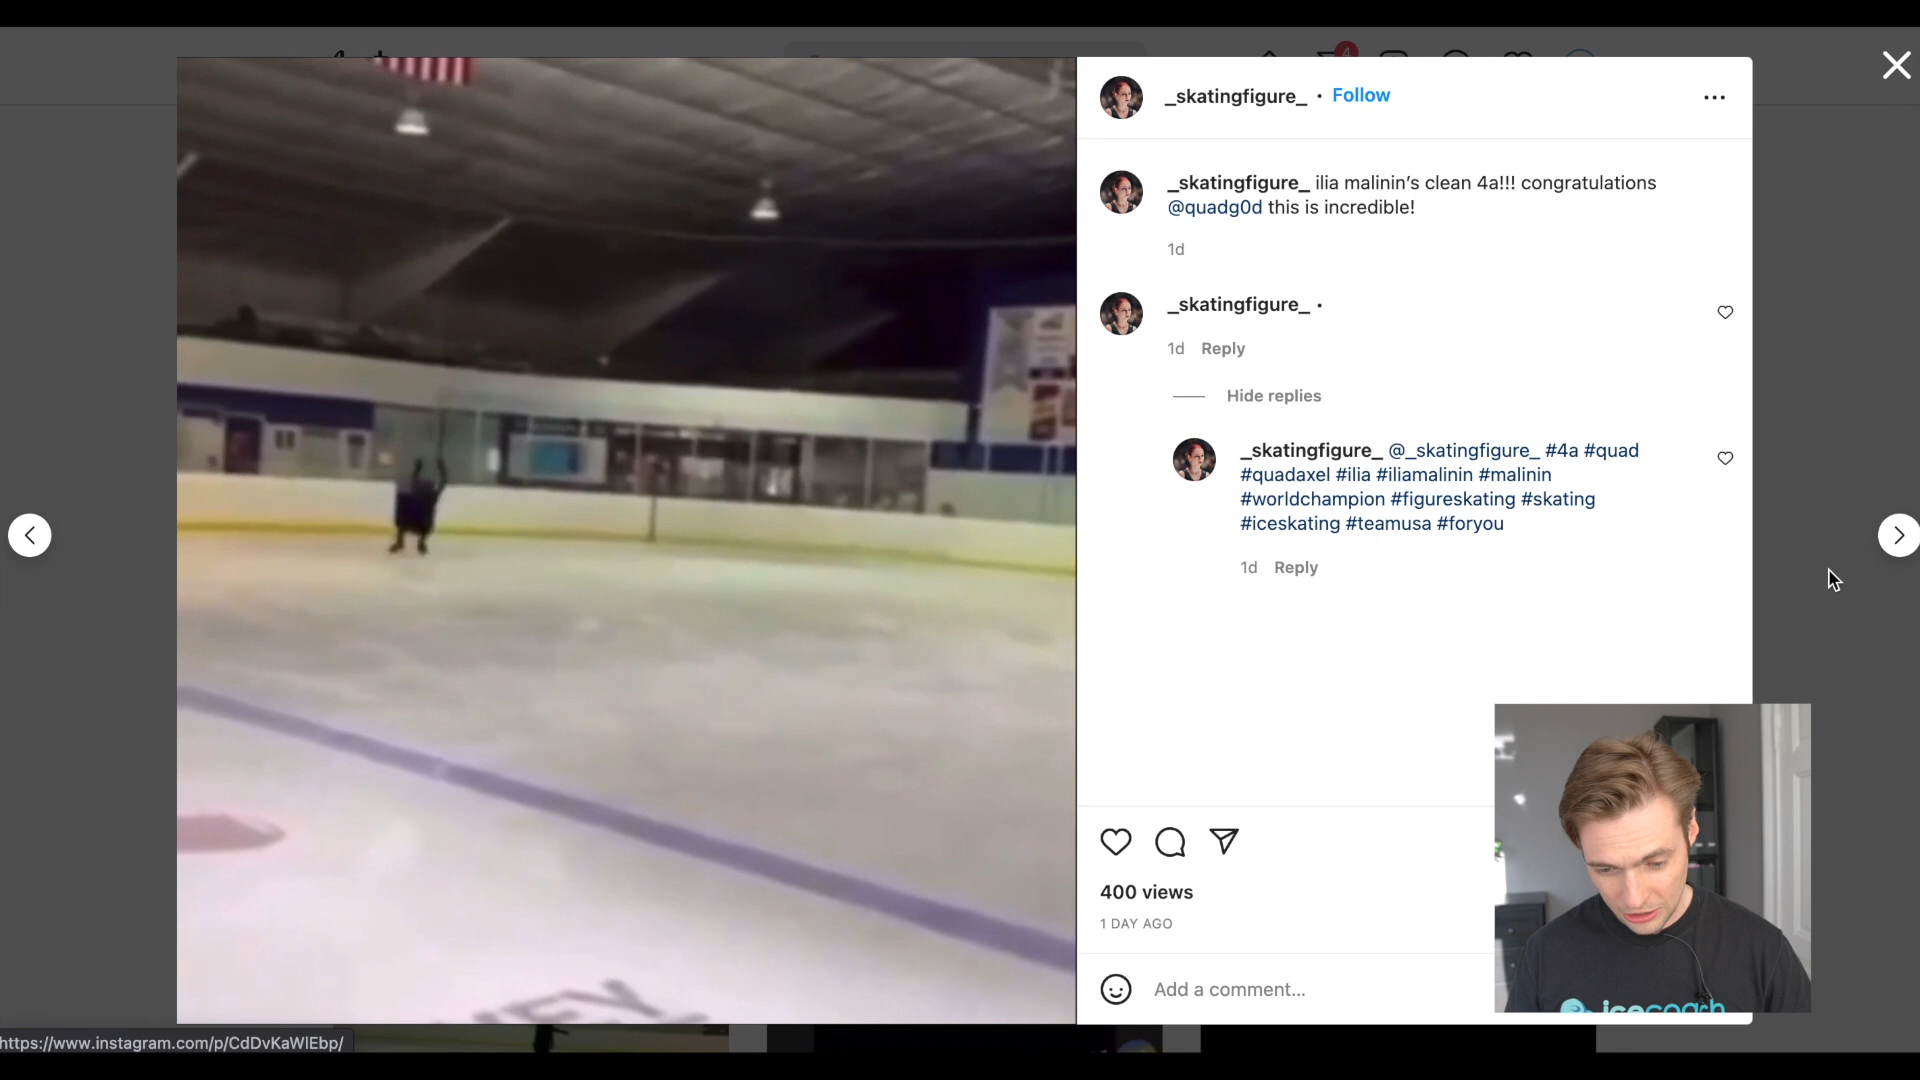 4
_skatingfigure_ • Follow
_skatingfigure_ ilia malinin’s clean 4a!!! congratulations
@quadg0d this is incredible!
1d
_skatingfigure_ •
1d Reply
Hide replies
_skatingfigure_ @_skatingfigure_ #4a #quad
#quadaxel #ilia #iliamalinin #malinin
#worldchampion #figureskating #skating
#iceskating #teamusa #foryou
1d Reply
400 views
1 DAY AGO
Add a comment...
icecoach
https://www.instagram.com/p/CdDvKaWlEbp/